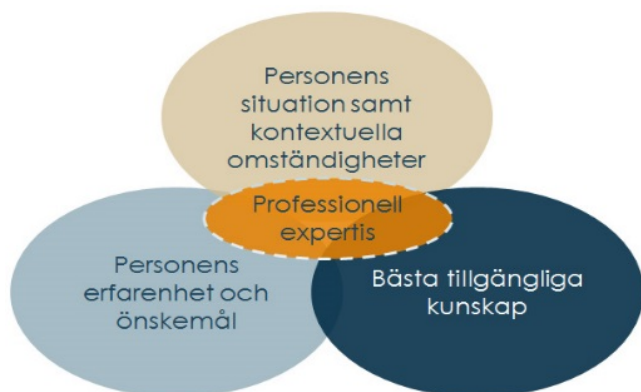 Personens
situation samt
kontextuella
omständigheter
Professionell
expertis
Personens
erfarenhet och
önskemål
Bästa tillgängliga
kunskap